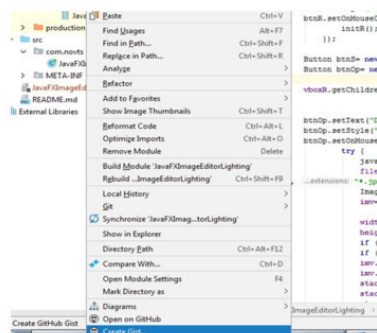 Java
production
src
com.novts
JavaFXI
META-INF
JavaFXImageEd
README.md
External Libraries
Paste Ctrl+V
Find Usages Alt+F7
Find in Path... Ctrl+Shift+F
Replace in Path... Ctrl+Shift+R
Analyze
Refactor
Add to Favorites
Show Image Thumbnails Ctrl+Shift+T
Reformat Code Ctrl+Alt+L
Optimize Imports Ctrl+Alt+O
Remove Module Delete
Build Module 'JavaFXImageEditorLighting'
Rebuild ...ImageEditorLighting' Ctrl+Shift+F9
Local History
Git
Synchronize 'JavaFXImag...torLighting'
Show in Explorer
Directory Path Ctrl+Alt+F12
Compare With... Ctrl+D
Open Module Settings F4
Mark Directory as
Diagrams
Open on GitHub
Create Gist...
Create GitHub Gist
btnR.setOnMouseC
initR();
});
Button btnS= new
Button btnOp= new
vboxR.getChildre
btnOp.setText("
btnOp.setStyle("
btnOp.setOnMouse
try {
java
file
...extensions: "*.jp
Imag
imv=
widt
heig
if (
if (
imv.
imv.
stac
stac
ImageEditorLighting